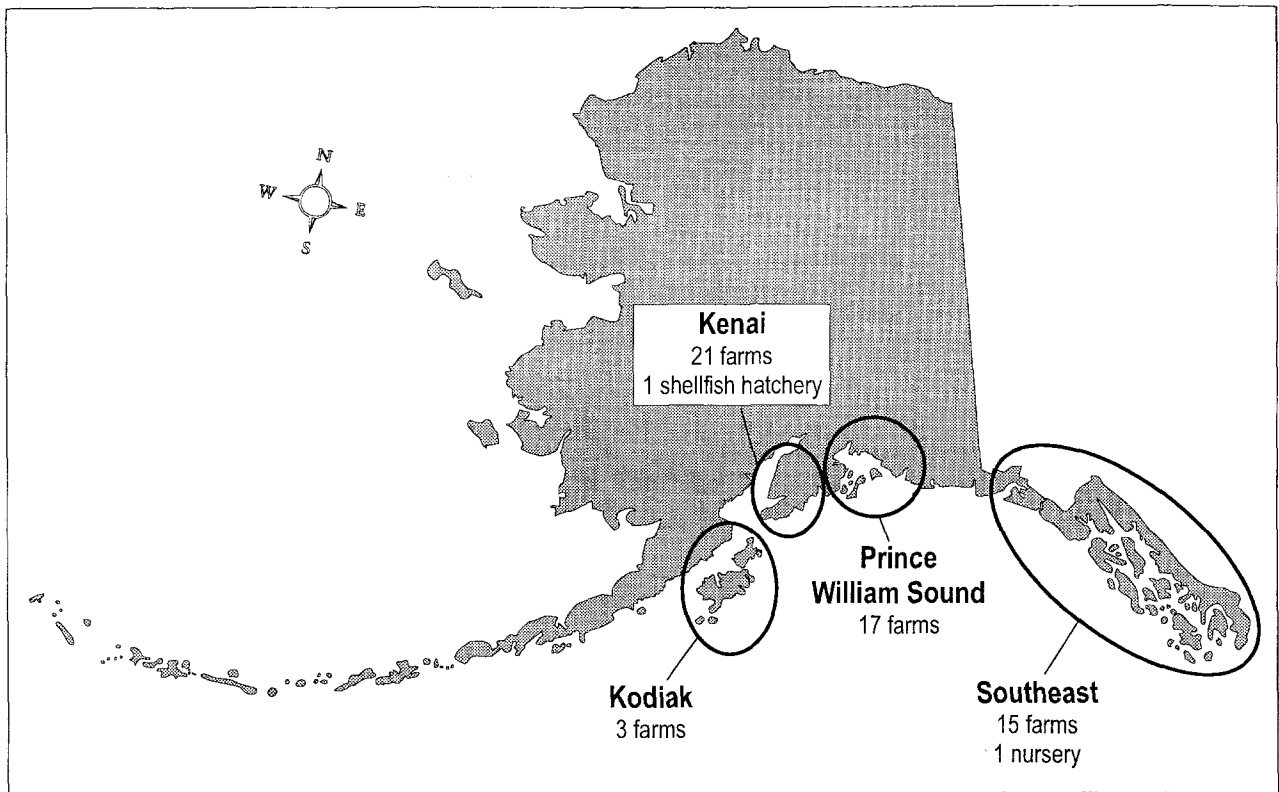 N
W
E
S
Kenai
21 farms
1 shellfish hatchery
Prince
William Sound
17 farms
Kodiak
3 farms
Southeast
15 farms
1 nursery